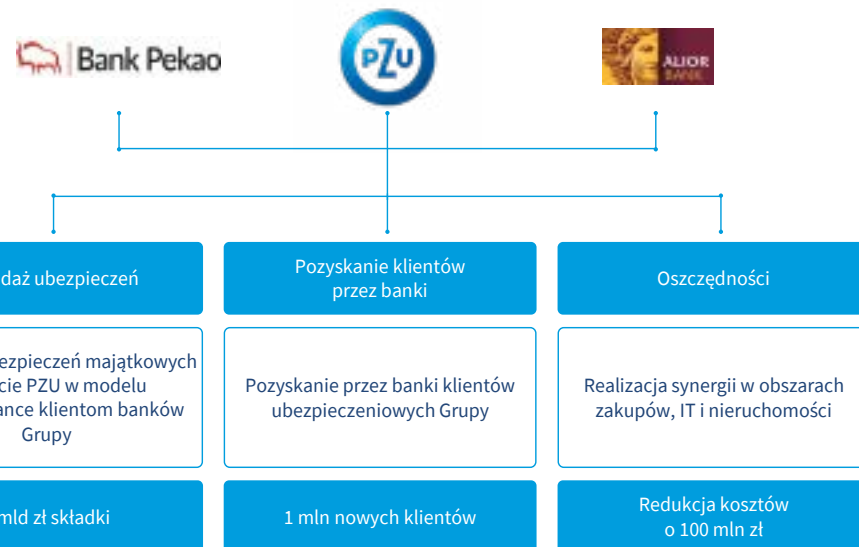 Bank Pekao
PZU
ALIOR
BANK
daż ubezpieczeń
Pozyskanie klientów
przez banki
Oszczędności
ezpieczeń majątkowych
cie PZU w modelu
ance klientom banków
Grupy
Pozyskanie przez banki klientów
ubezpieczeniowych Grupy
Realizacja synergii w obszarach
zakupów, IT i nieruchomości
mld zł składki
1 mln nowych klientów
Redukcja kosztów
o 100 mln zł